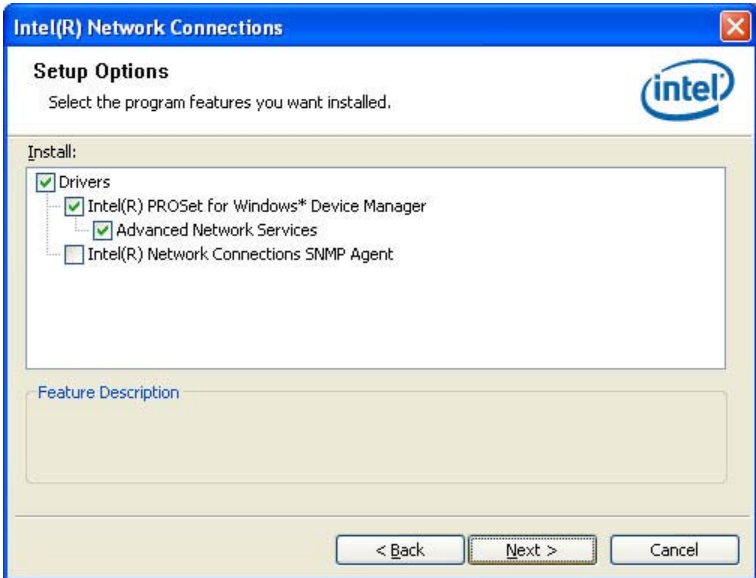 Intel(R) Network Connections
Setup Options
Select the program features you want installed.
intel
Install:
Drivers
Intel(R) PROSet for Windows* Device Manager
Advanced Network Services
Intel(R) Network Connections SNMP Agent
Feature Description
< Back Next > Cancel